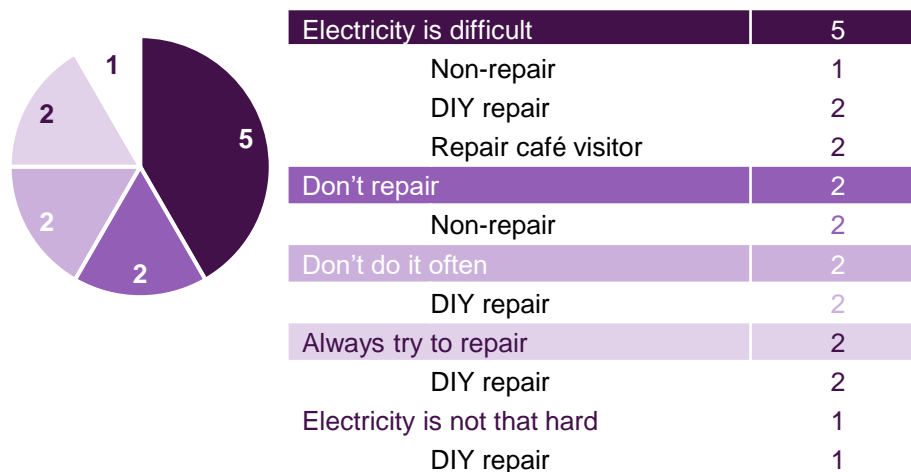 1
2
5
2
2
Electricity is difficult 5
Non-repair 1
DIY repair 2
Repair café visitor 2
Don't repair 2
Non-repair 2
Don't do it often 2
DIY repair 2
Always try to repair 2
DIY repair 2
Electricity is not that hard 1
DIY repair 1